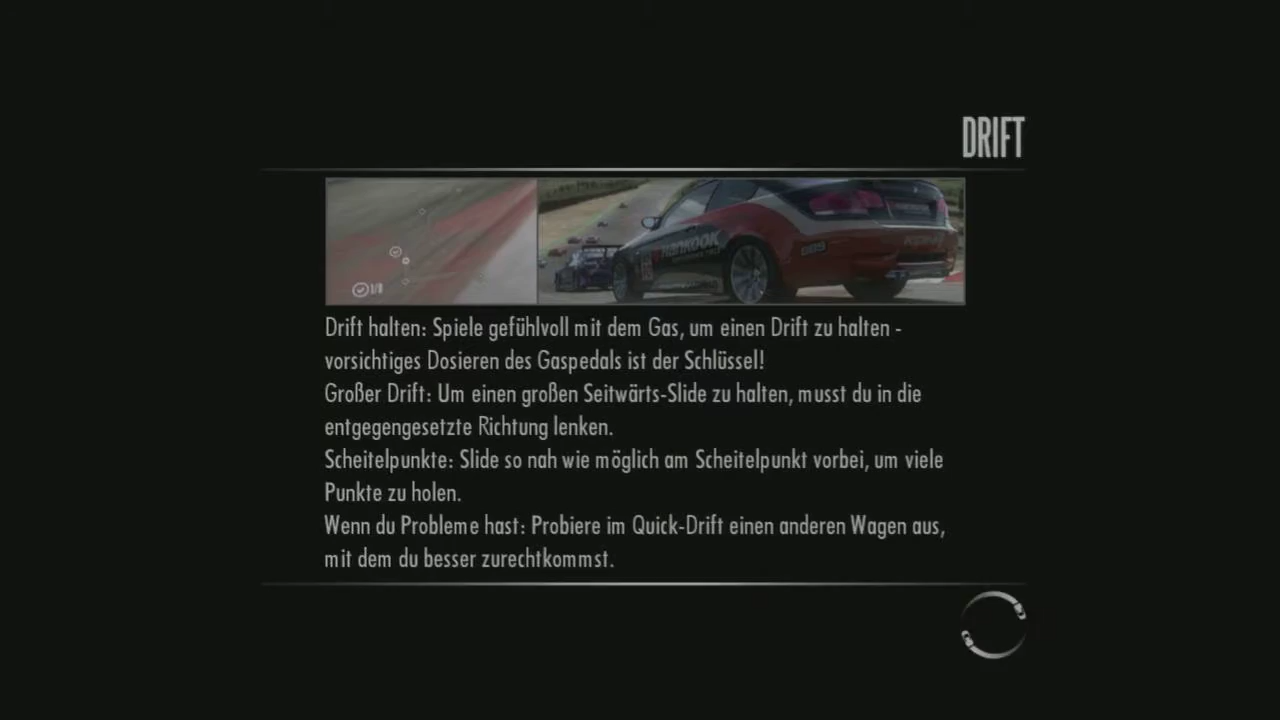 DRIFT
1/8
HANKOOK
Drift halten: Spiele gefühlvoll mit dem Gas, um einen Drift zu halten -
vorsichtiges Dosieren des Gaspedals ist der Schlüssel!
Großer Drift: Um einen großen Seitwärts-Slide zu halten, musst du in die
entgegengesetzte Richtung lenken.
Scheitelpunkte: Slide so nah wie möglich am Scheitelpunkt vorbei, um viele
Punkte zu holen.
Wenn du Probleme hast: Probiere im Quick-Drift einen anderen Wagen aus,
mit dem du besser zurechtkommst.